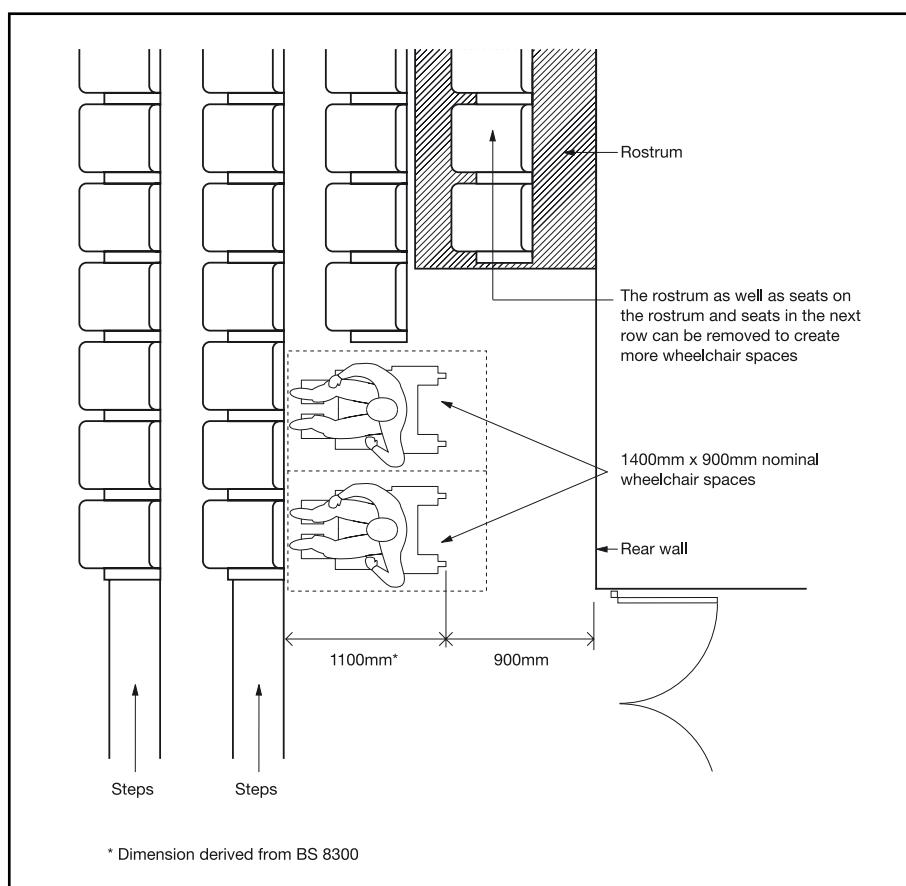 Rostrum
The rostrum as well as seats on
the rostrum and seats in the next
row can be removed to create
more wheelchair spaces
1400mm x 900mm nominal
wheelchair spaces
Rear wall
1100mm*
900mm
Steps
Steps
* Dimension derived from BS 8300